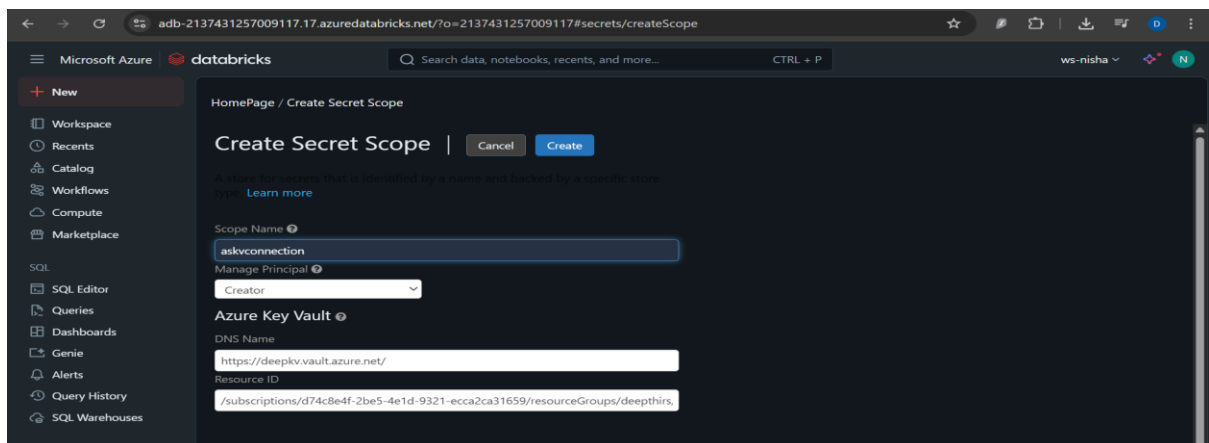 adb-2137431257009117.17.azuredatabricks.net/?o=2137431257009117#secrets/createScope
D
Microsoft Azure databricks Search data, notebooks, recents, and more... CTRL + P ws-nisha N
New
HomePage / Create Secret Scope
Workspace
Recents
Create Secret Scope | Cancel Create
Catalog
A store for secrets that is identified by a name and backed by a specific store
Workflows
type. Learn more
Compute
Marketplace
Scope Name
askvconnection
SQL
Manage Principal
SQL Editor
Creator
Queries
Azure Key Vault
Dashboards
DNS Name
Genie
https://deepkv.vault.azure.net/
Alerts
Resource ID
Query History
/subscriptions/d74c8e4f-2be5-4e1d-9321-ecca2ca31659/resourceGroups/deepthirs,
SQL Warehouses